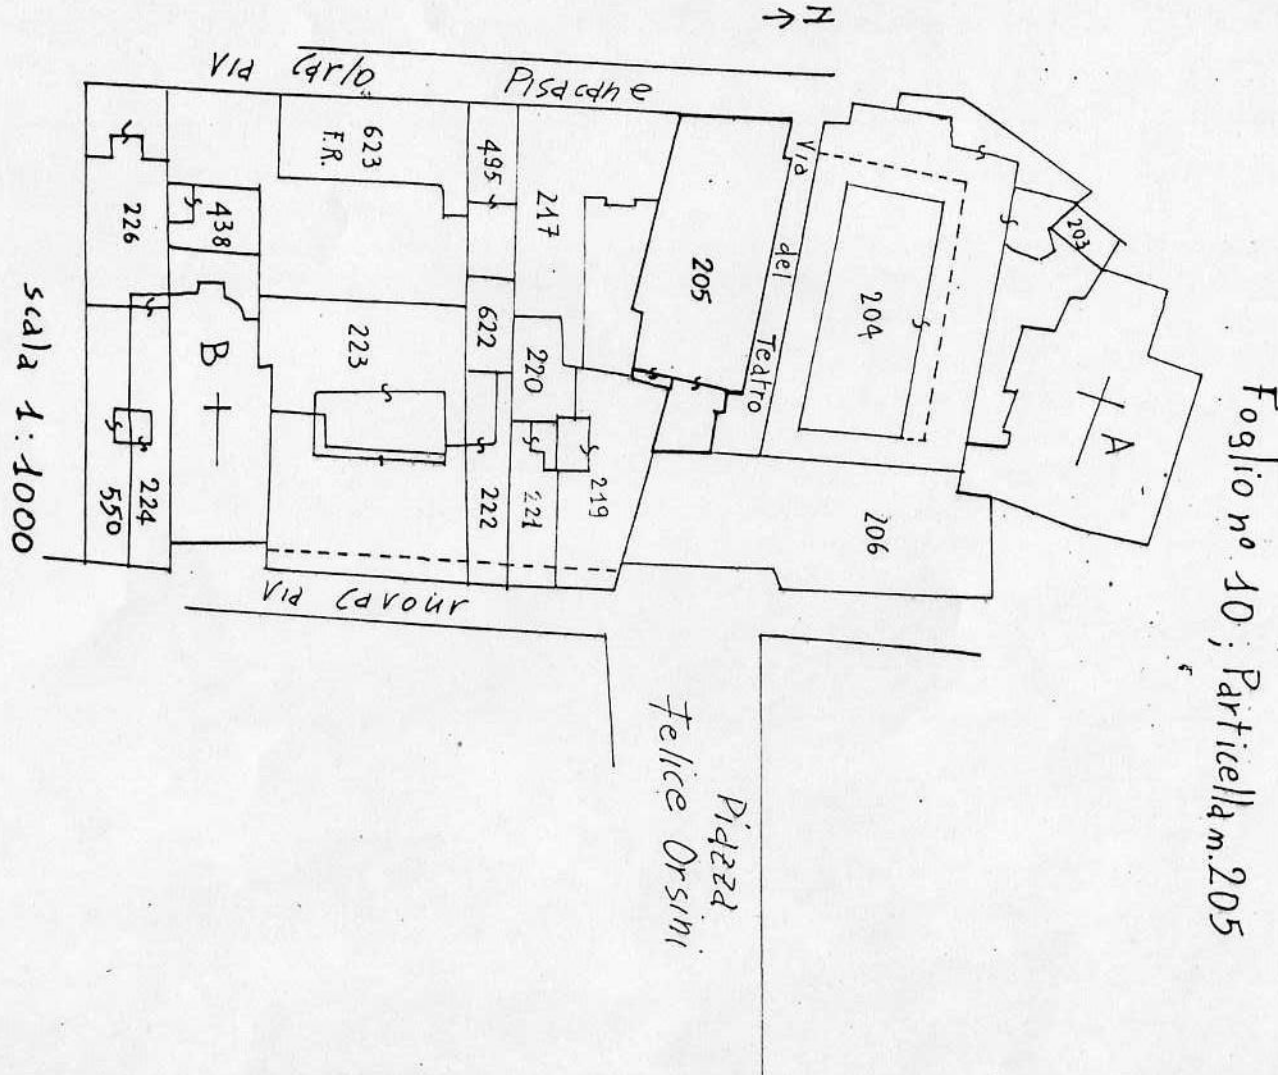 N
Foglio nº 10; Particella m.205
Via Carlo Pisacane
Via del Teatro
A
203
204
205
206
623
F.R.
495
217
226
438
622
220
223
B
219
221
222
224
550
Via Cavour
Piazza
Felice Orsini
scala 1:1000